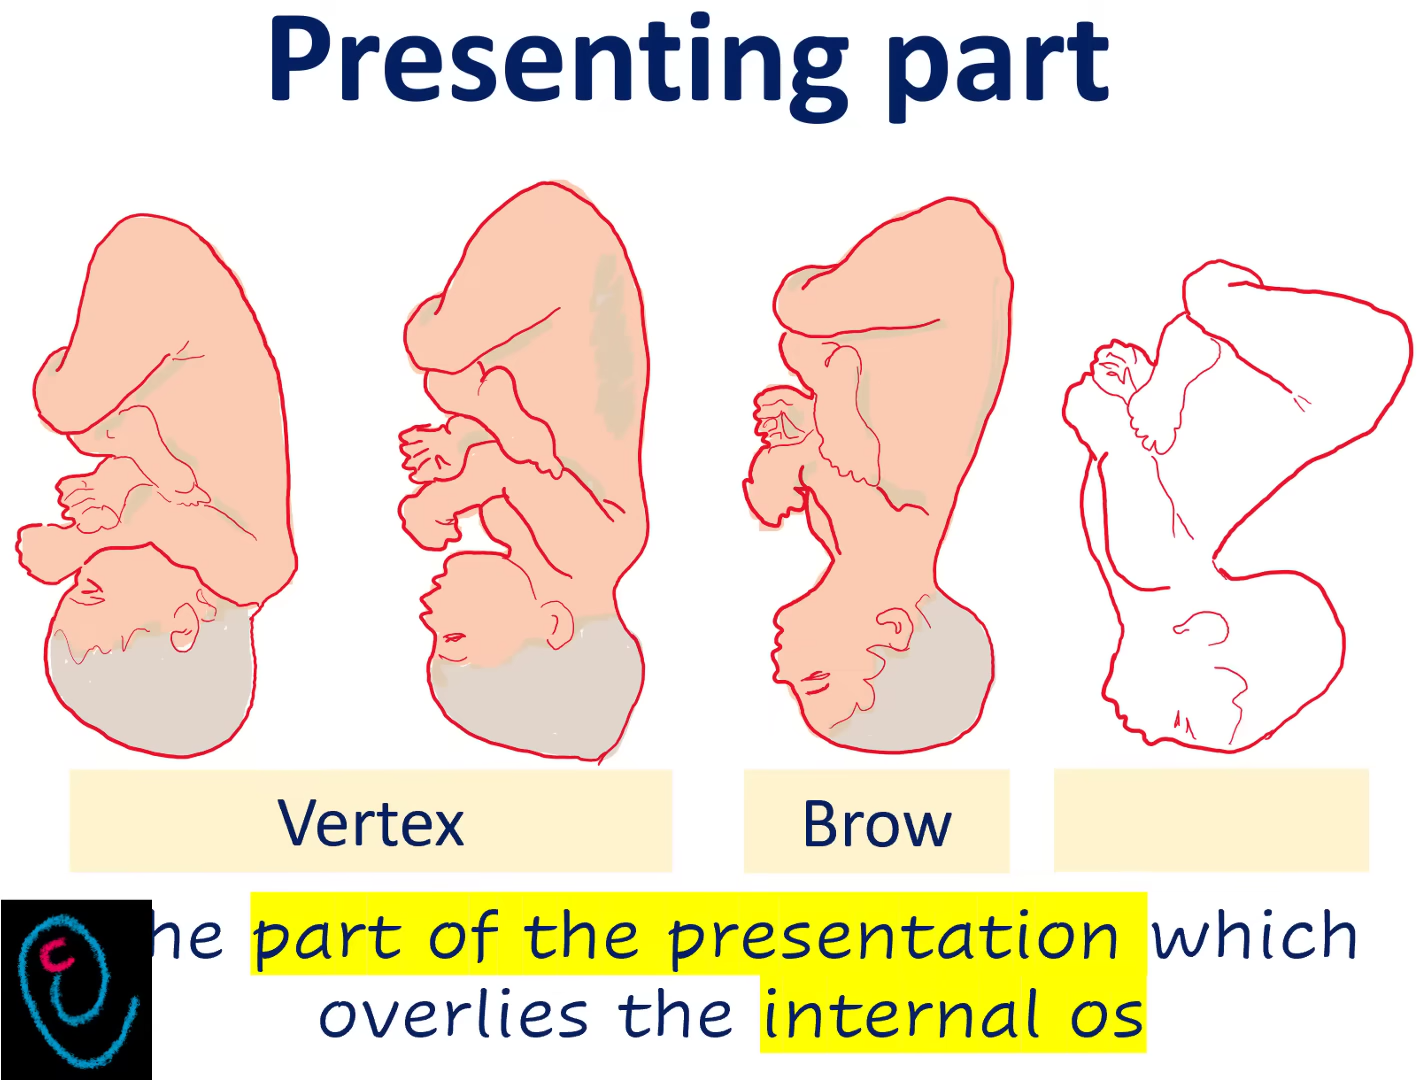 Presenting part
Vertex
Brow
he part of the presentation which
overlies the internal os